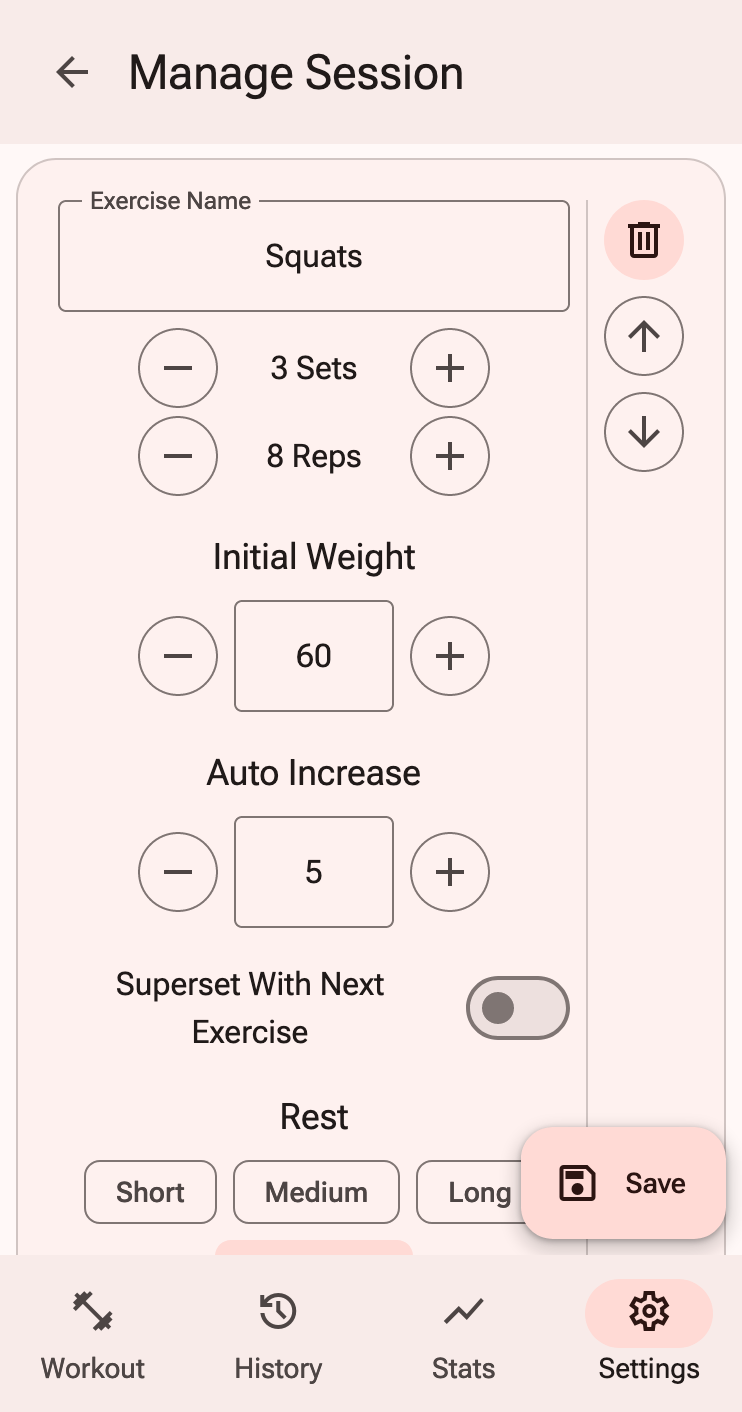 Manage Session
Exercise Name
Squats
3 Sets
8 Reps
Initial Weight
60
Auto Increase
5
Superset With Next
Exercise
Rest
Short
Medium
Long
Save
Workout
History
Stats
Settings